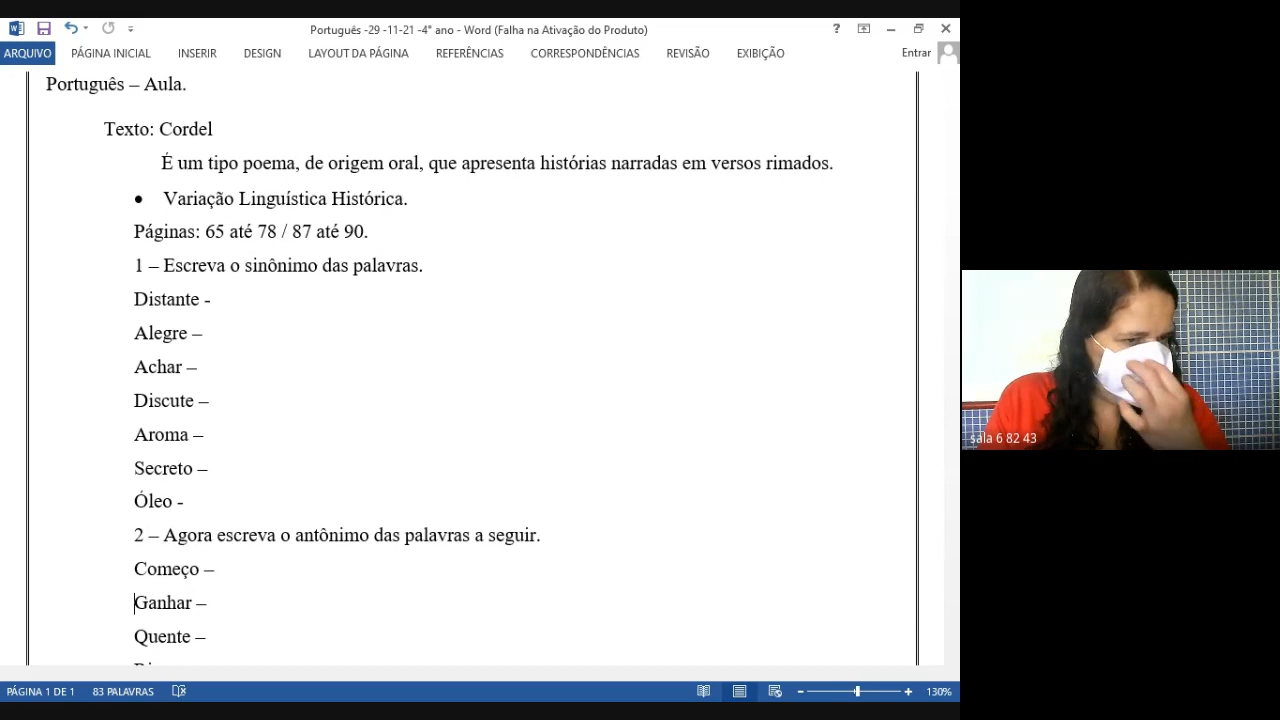 Português -29 -11-21 -4° ano - Word (Falha na Ativação do Produto)
?
ARQUIVO PÁGINA INICIAL INSERIR DESIGN LAYOUT DA PÁGINA REFERÊNCIAS CORRESPONDÊNCIAS REVISÃO EXIBIÇÃO Entrar
Português – Aula.
Texto: Cordel
É um tipo poema, de origem oral, que apresenta histórias narradas em versos rimados.
• Variação Linguística Histórica.
Páginas: 65 até 78 / 87 até 90.
1 – Escreva o sinônimo das palavras.
Distante -
Alegre –
Achar –
Discute –
Aroma –
Secreto –
Óleo -
2 – Agora escreva o antônimo das palavras a seguir.
Começo –
Ganhar –
Quente –
sala 6 82 43
PÁGINA 1 DE 1 83 PALAVRAS 130%